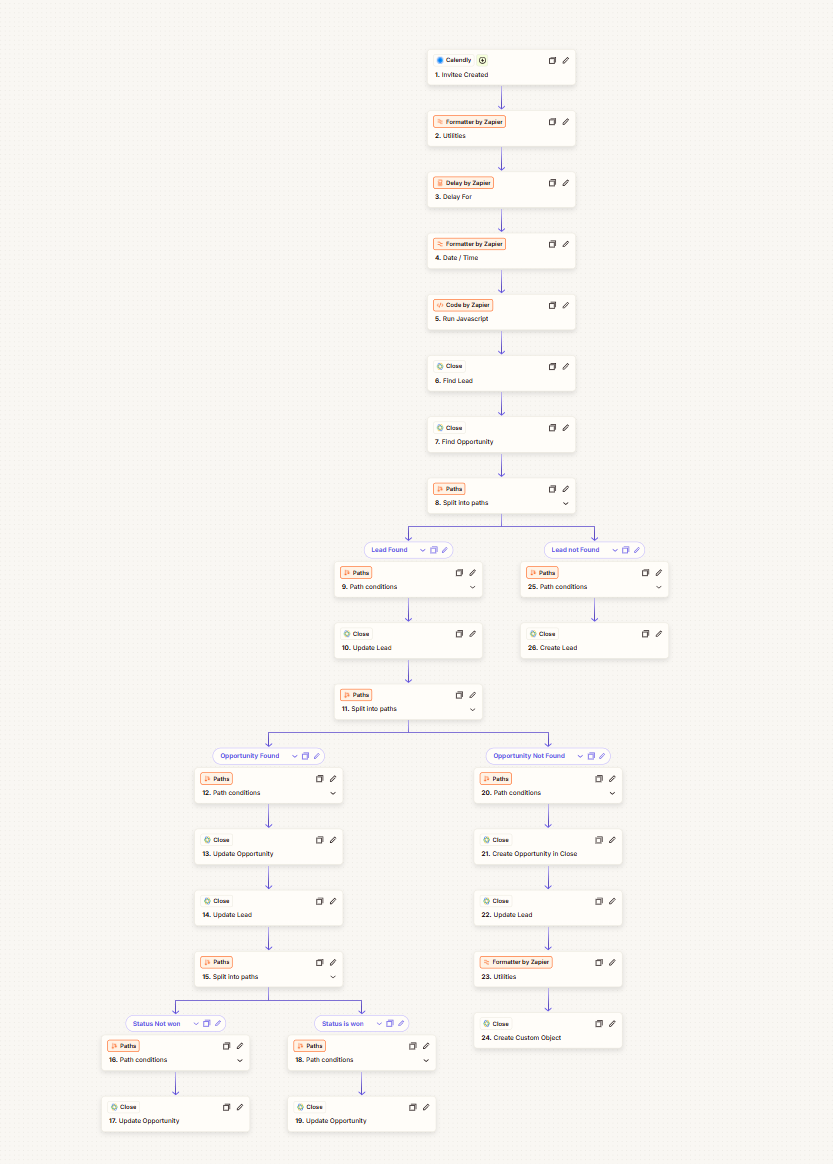 Calendly
1. Invitee Created
Formatter by Zapier
2. Utilities
Delay by Zapier
3. Delay For
Formatter by Zapier
4. Date / Time
Code by Zapier
5. Run Javascript
Close
6. Find Lead
Close
7. Find Opportunity
Paths
8. Split into paths
Lead Found
Lead not Found
Paths
9. Path conditions
Paths
25. Path conditions
Close
10. Update Lead
Close
26. Create Lead
Paths
11. Split into paths
Opportunity Found
Opportunity Not Found
Paths
12. Path conditions
Paths
20. Path conditions
Close
13. Update Opportunity
Close
21. Create Opportunity in Close
Close
14. Update Lead
Close
22. Update Lead
Paths
15. Split into paths
Formatter by Zapier
23. Utilities
Status Not won
Status is won
Close
24. Create Custom Object
Paths
16. Path conditions
Paths
18. Path conditions
Close
17. Update Opportunity
Close
19. Update Opportunity